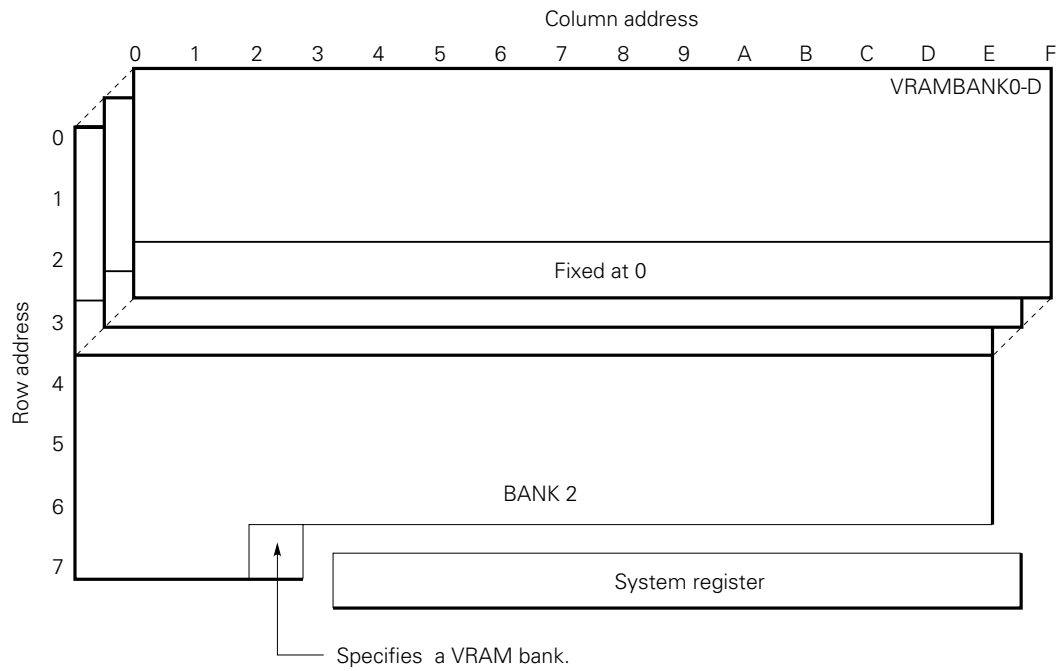 Column address
0 1 2 3 4 5 6 7 8 9 A B C D E F
VRAMBANK0-D
0
1
2
Fixed at 0
3
Row address
4
5
6
BANK 2
7
System register
Specifies a VRAM bank.